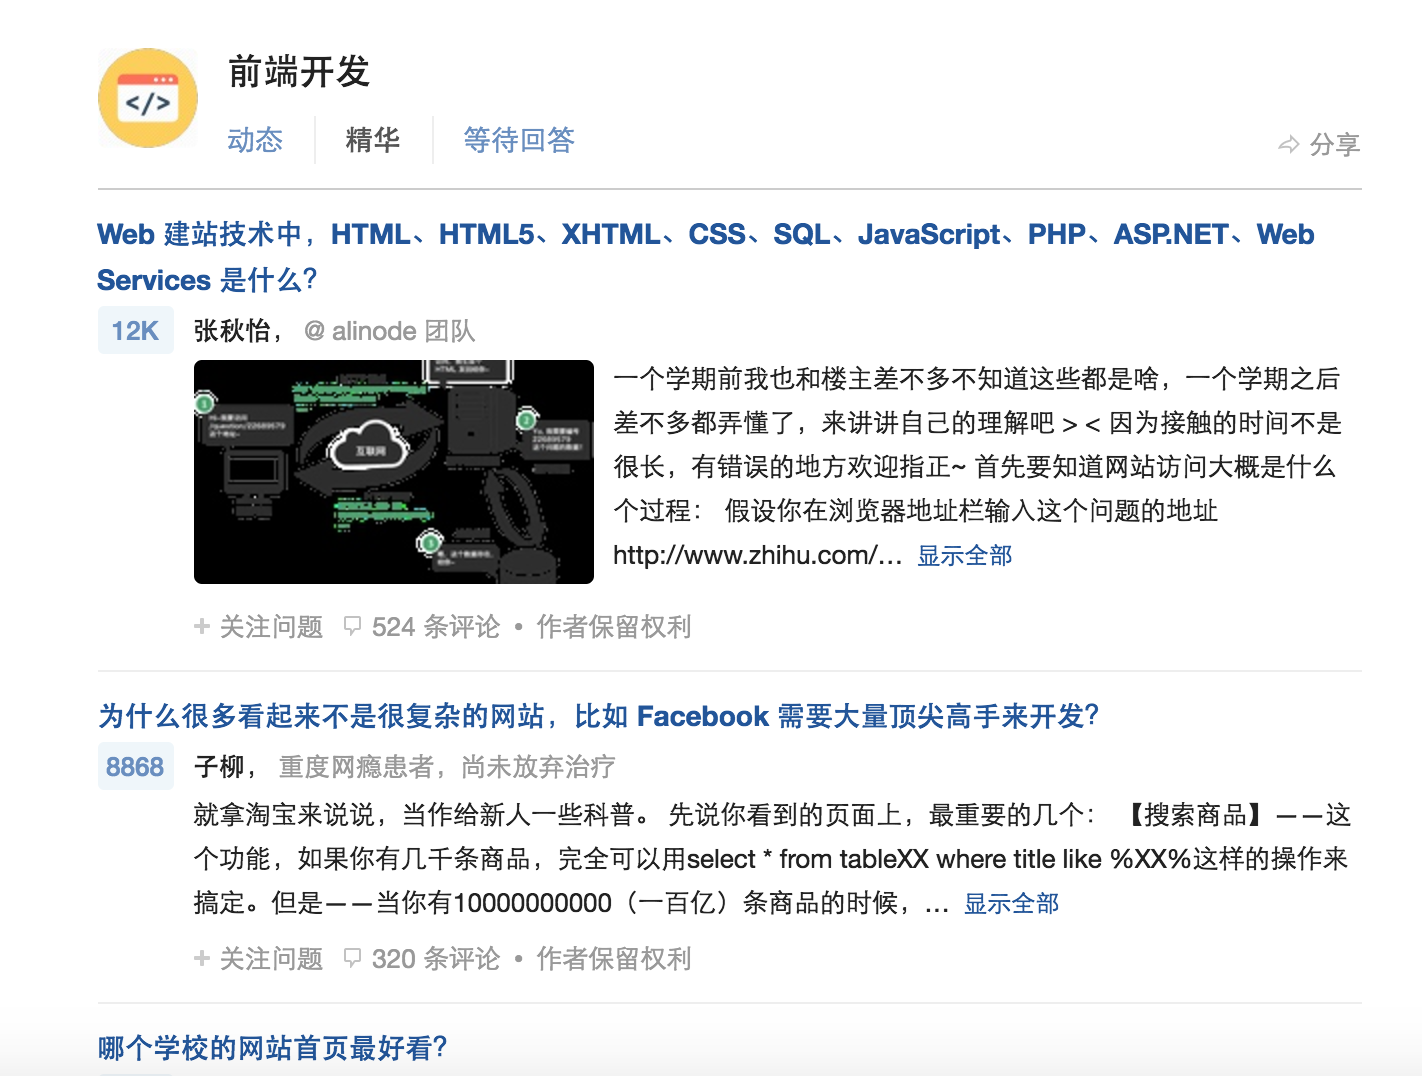 前端开发
动态
精华
等待回答
分享
Web 建站技术中，HTML、HTML5、XHTML、CSS、SQL、JavaScript、PHP、ASP.NET、Web
Services 是什么？
12K
张秋怡， @ alinode 团队
</>
1
2
3
互联网
一个学期前我也和楼主差不多不知道这些都是啥，一个学期之后
差不多都弄懂了，来讲讲自己的理解吧 > < 因为接触的时间不是
很长，有错误的地方欢迎指正~ 首先要知道网站访问大概是什么
个过程： 假设你在浏览器地址栏输入这个问题的地址
http://www.zhihu.com/… 显示全部
+ 关注问题 524 条评论 • 作者保留权利
为什么很多看起来不是很复杂的网站，比如 Facebook 需要大量顶尖高手来开发？
8868
子柳， 重度网瘾患者，尚未放弃治疗
就拿淘宝来说说，当作给新人一些科普。 先说你看到的页面上，最重要的几个： 【搜索商品】——这
个功能，如果你有几千条商品，完全可以用select * from tableXX where title like %XX%这样的操作来
搞定。但是——当你有10000000000（一百亿）条商品的时候，… 显示全部
+ 关注问题 320 条评论 • 作者保留权利
哪个学校的网站首页最好看？